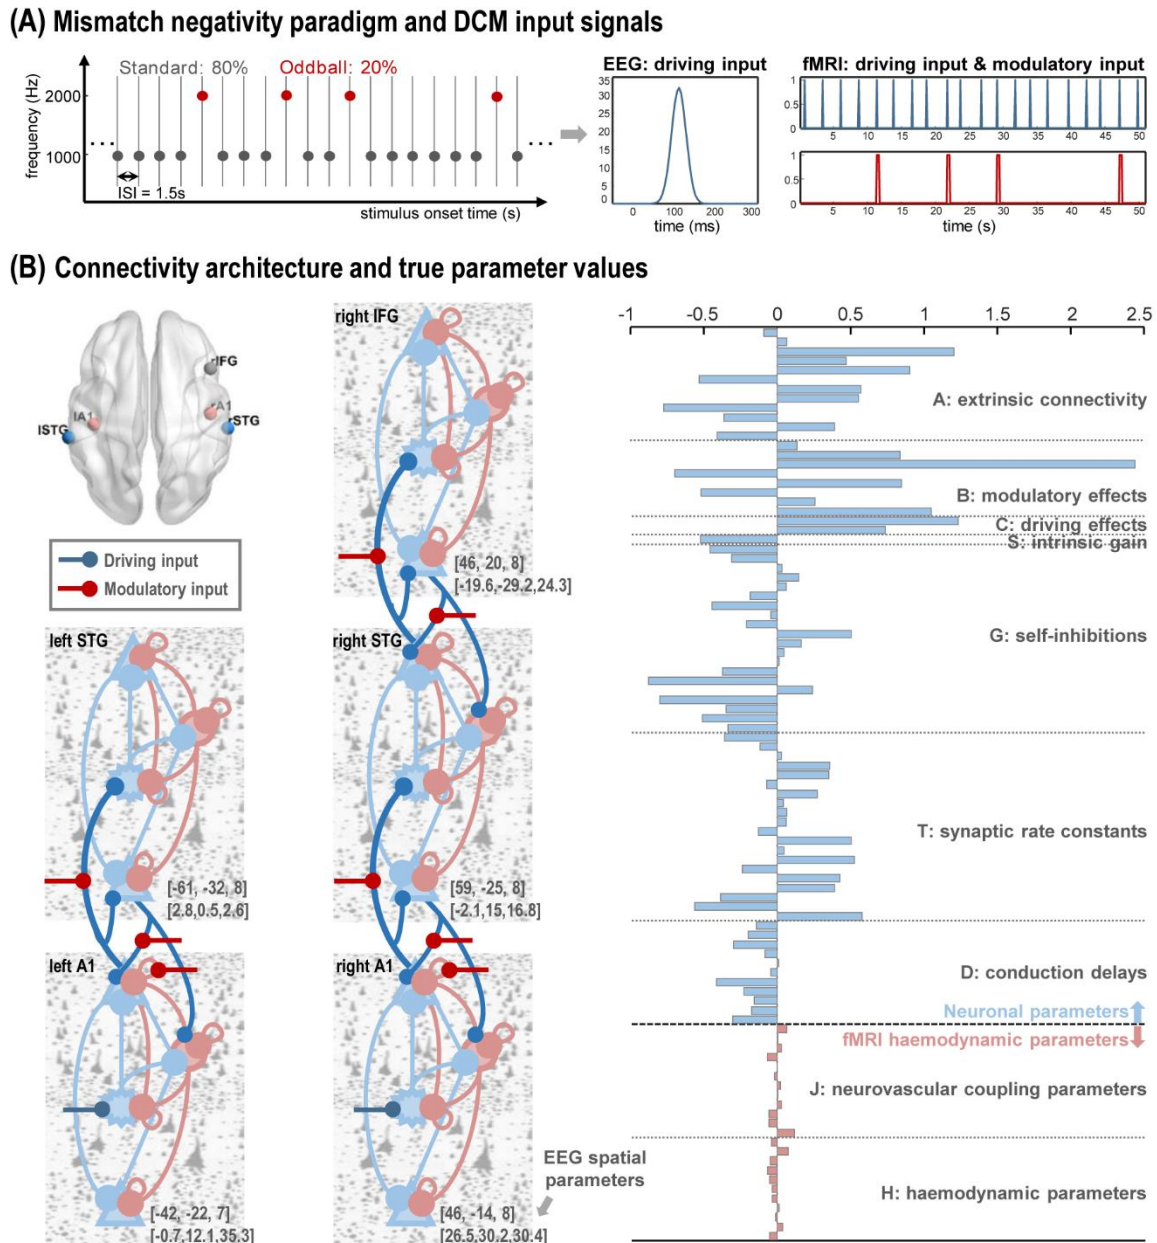 (A) Mismatch negativity paradigm and DCM input signals
Standard: 80%
Oddball: 20%
frequency (Hz)
2000
1000
...
...
ISI = 1.5s
stimulus onset time (s)
EEG: driving input
35
30
25
20
15
10
5
0
0 100 200 300
time (ms)
fMRI: driving input & modulatory input
1
0.5
0
5 10 15 20 25 30 35 40 45 50
1
0.5
0
5 10 15 20 25 30 35 40 45 50
time (s)
(B) Connectivity architecture and true parameter values
rIFG
lA1
rA1
lSTG
rSTG
Driving input
Modulatory input
right IFG
[46, 20, 8]
[-19.6,-29.2,24.3]
left STG
[-61, -32, 8]
[2.8,0.5,2.6]
right STG
[59, -25, 8]
[-2.1,15,16.8]
left A1
[-42, -22, 7]
[-0.7,12.1,35.3]
right A1
[46, -14, 8]
[26.5,30.2,30.4]
EEG spatial
parameters
-1 -0.5 0 0.5 1 1.5 2 2.5
A: extrinsic connectivity
B: modulatory effects
C: driving effects
S: intrinsic gain
G: self-inhibitions
T: synaptic rate constants
D: conduction delays
Neuronal parameters
fMRI haemodynamic parameters
J: neurovascular coupling parameters
H: haemodynamic parameters